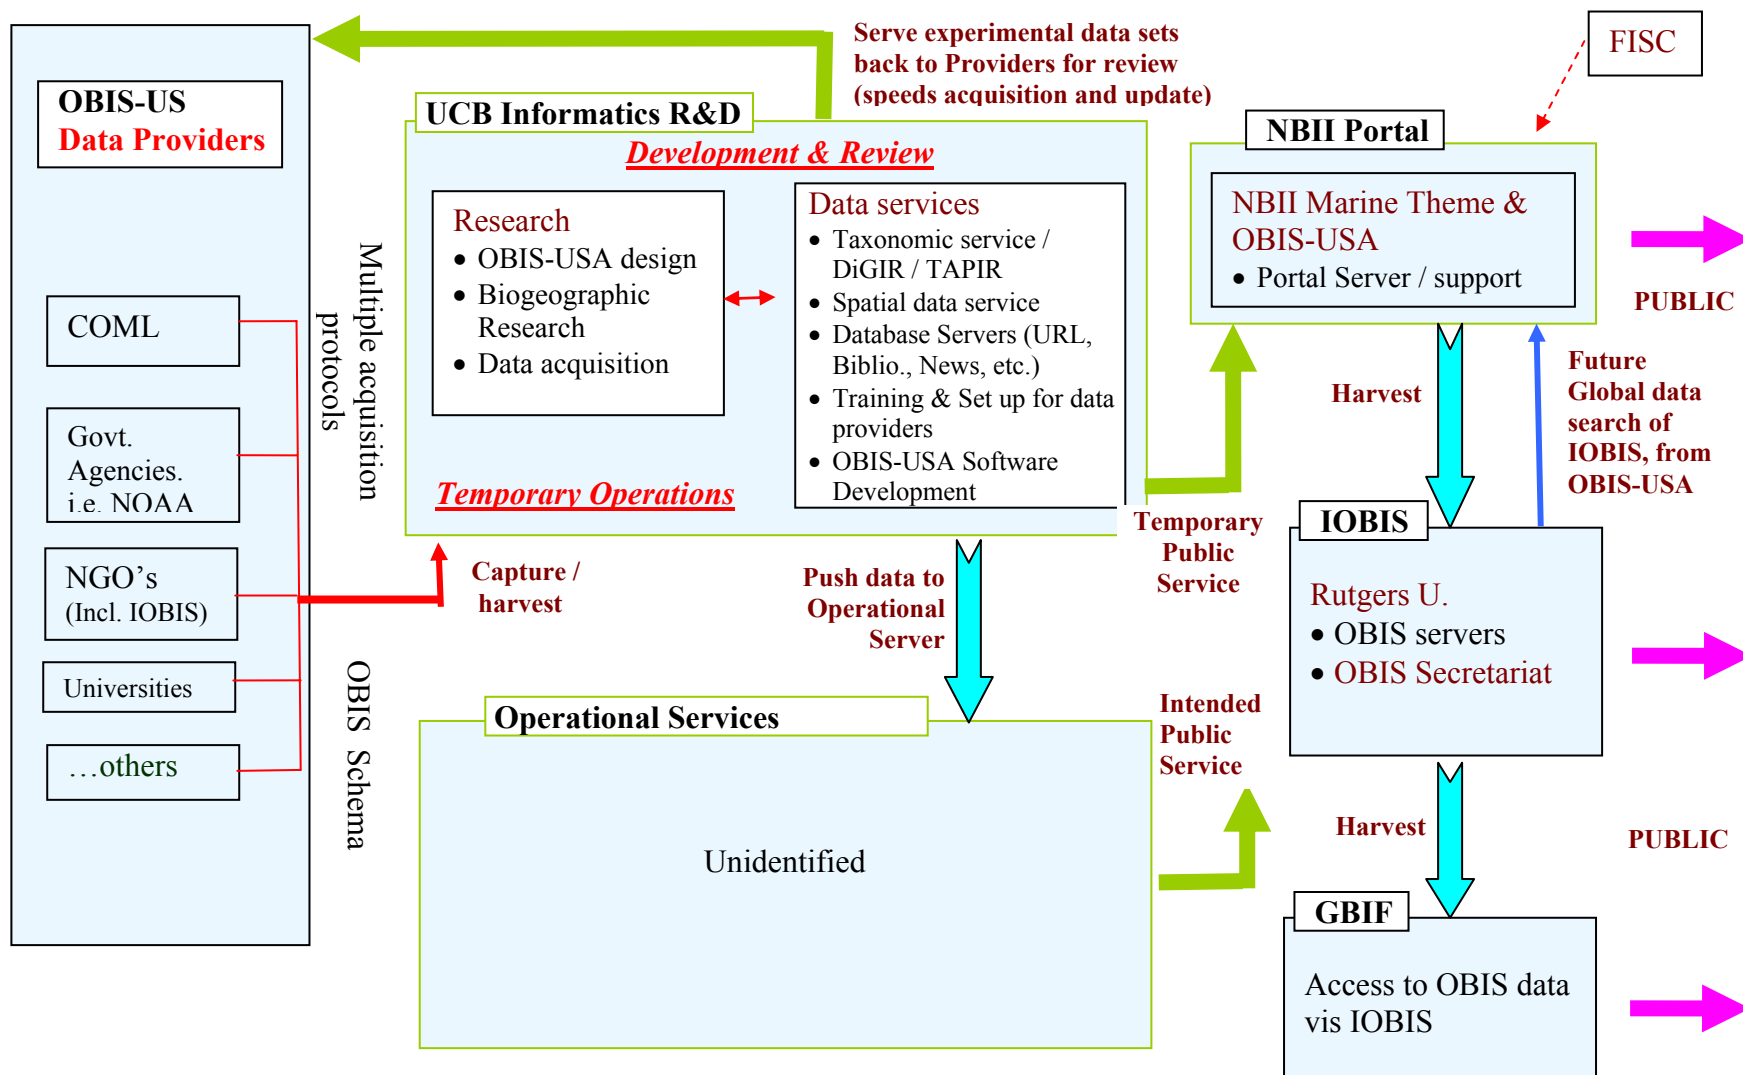 OBIS-US
Data Providers
COML
Govt.
Agencies.
i.e. NOAA
NGO’s
(Incl. IOBIS)
Universities
…others
Multiple acquisition
protocols
OBIS Schema
Serve experimental data sets
back to Providers for review
(speeds acquisition and update)
UCB Informatics R&D
Development & Review
Research
• OBIS-USA design
• Biogeographic
Research
• Data acquisition
Data services
• Taxonomic service /
DiGIR / TAPIR
• Spatial data service
• Database Servers (URL,
Biblio., News, etc.)
• Training & Set up for data
providers
• OBIS-USA Software
Development
Temporary Operations
Capture /
harvest
Push data to
Operational
Server
Temporary
Public
Service
Operational Services
Unidentified
Intended
Public
Service
FISC
NBII Portal
NBII Marine Theme &
OBIS-USA
• Portal Server / support
PUBLIC
Harvest
Future
Global data
search of
IOBIS, from
OBIS-USA
IOBIS
Rutgers U.
• OBIS servers
• OBIS Secretariat
Harvest
PUBLIC
GBIF
Access to OBIS data
vis IOBIS